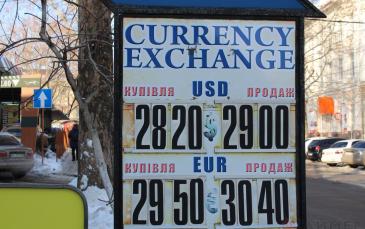 CURRENCY
EXCHANGE
USD
КУПІВЛЯ ПРОДАЖ
28 20 $ 29 00
EUR
КУПІВЛЯ ПРОДАЖ
29 50 € 30 40